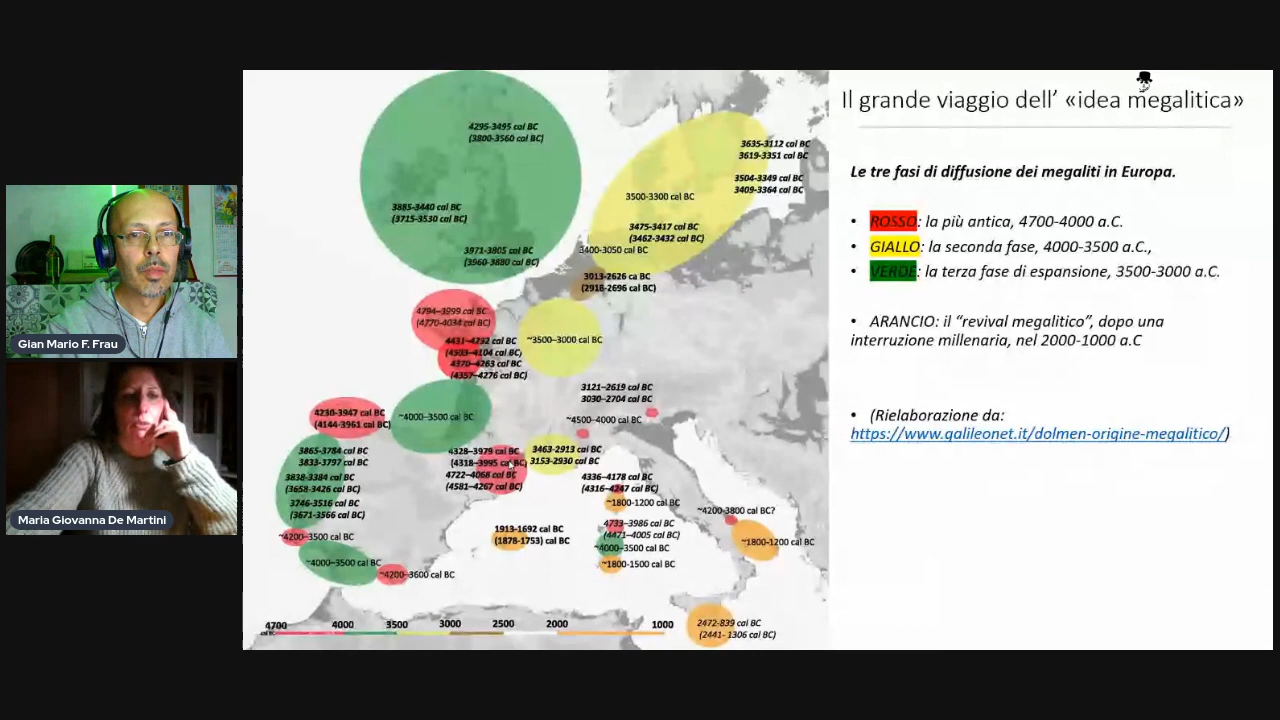 Gian Mario F. Frau
Maria Giovanna De Martini
4295-3495 cal BC
(3800-3560 cal BC)
3885-3440 cal BC
(3715-3530 cal BC)
3971-3805 cal BC
(3960-3880 cal BC)
3635-3112 cal BC
3619-3351 cal BC
3504-3349 cal BC
3409-3364 cal BC
3500-3300 cal BC
3475-3417 cal BC
(3462-3432 cal BC)
3400-3050 cal BC
3013-2626 ca BC
(2918-2696 cal BC)
4794–3999 cal BC
(4770-4034 cal BC)
(4357–4276 cal BC)
4370–4263 cal BC
~3500–3000 cal BC
3121–2619 cal BC
3030–2704 cal BC
4230-3947 cal BC
(4144-3961 cal BC)
~4000–3500 cal BC
~4500–4000 cal BC
3865-3784 cal BC
3833-3797 cal BC
3838-3384 cal BC
(3658-3426 cal BC)
3746-3516 cal BC
(3671-3566 cal BC)
4328–3979 cal BC
(4318–3995 cal BC)
4722–4068 cal BC
(4581–4267 cal BC)
3463-2913 cal BC
3153-2930 cal BC
4336–4178 cal BC
(4316–4247 cal BC)
~1800-1200 cal BC
~4200-3800 cal BC?
~4200–3500 cal BC
1913-1692 cal BC
(1878-1753) cal BC
4733–3986 cal BC
(4471–4005 cal BC)
~4000–3500 cal BC
~1800-1500 cal BC
~1800-1200 cal BC
~4000–3500 cal BC
~4200–3600 cal BC
2472-839 cal BC
(2441- 1306 cal BC)
4700 4000 3500 3000 2500 2000 1000
Il grande viaggio dell’ «idea megalitica»
Le tre fasi di diffusione dei megaliti in Europa.
• ROSSO: la più antica, 4700-4000 a.C.
• GIALLO: la seconda fase, 4000-3500 a.C.,
• VERDE: la terza fase di espansione, 3500-3000 a.C.
• ARANCIO: il “revival megalitico”, dopo una
interruzione millenaria, nel 2000-1000 a.C
• (Rielaborazione da:
https://www.galileonet.it/dolmen-origine-megalitico/)